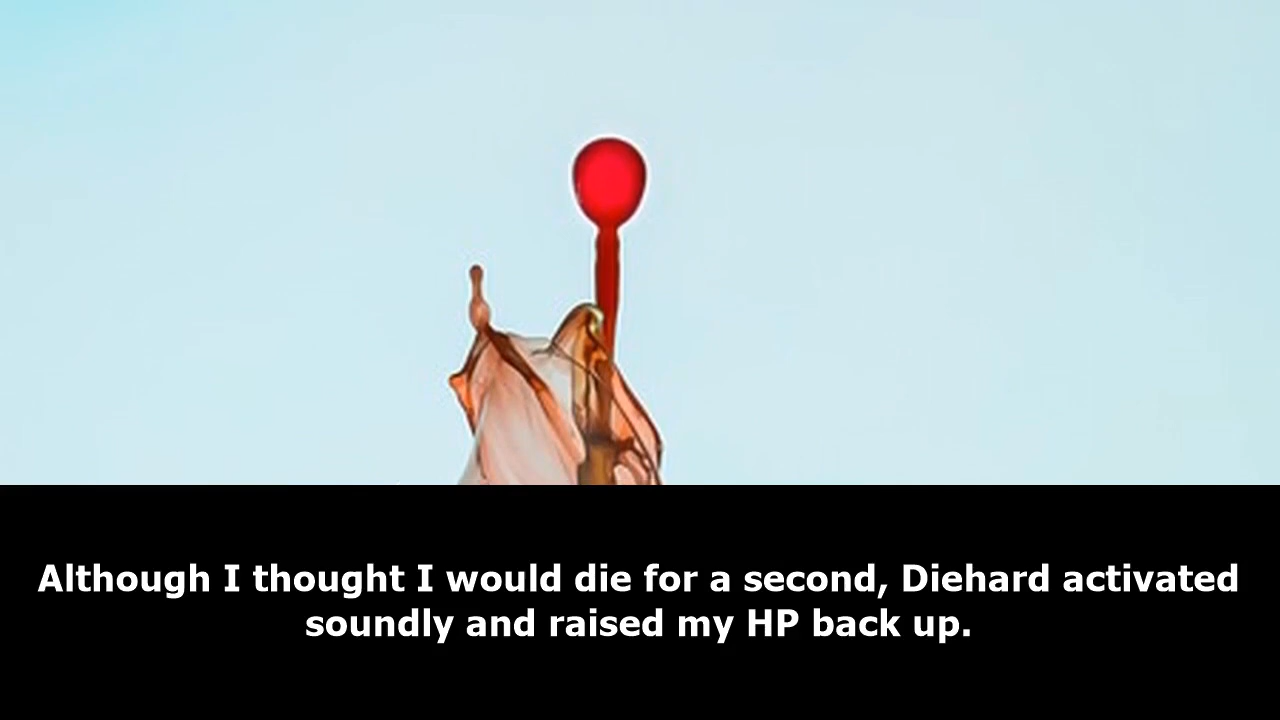 Although I thought I would die for a second, Diehard activated
soundly and raised my HP back up.